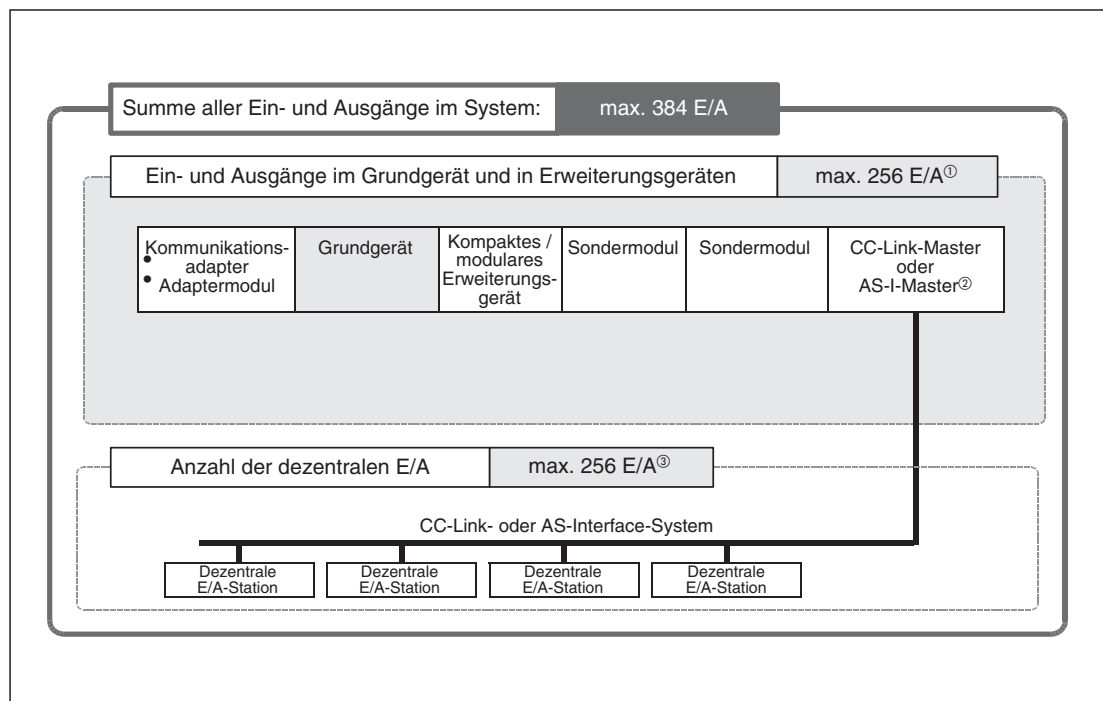 Summe aller Ein- und Ausgänge im System: max. 384 E/A
Ein- und Ausgänge im Grundgerät und in Erweiterungsgeräten max. 256 E/A①
Kommunikations-
adapter
● Adaptermodul
●
Grundgerät
Kompaktes /
modulares
Erweiterungs-
gerät
Sondermodul
Sondermodul
CC-Link-Master
oder
AS-I-Master②
Anzahl der dezentralen E/A max. 256 E/A③
CC-Link- oder AS-Interface-System
Dezentrale
E/A-Station
Dezentrale
E/A-Station
Dezentrale
E/A-Station
Dezentrale
E/A-Station